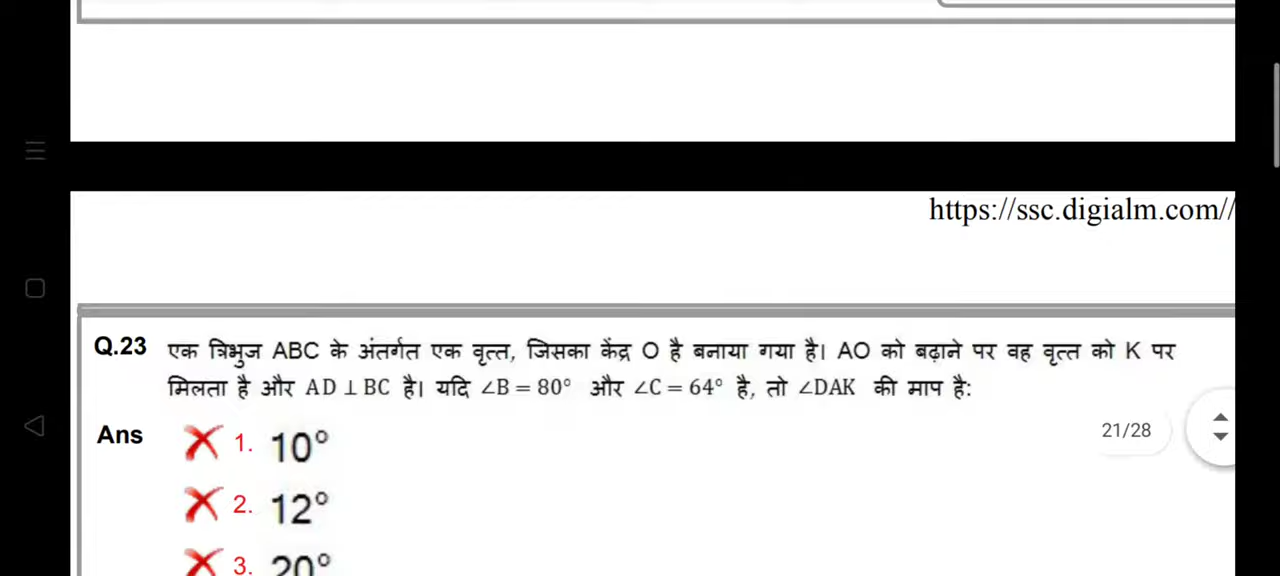 https://ssc.digialm.com//
Q.23 एक त्रिभुज ABC के अंतर्गत एक वृत्त, जिसका केंद्र O है बनाया गया है। AO को बढ़ाने पर वह वृत्त को K पर
मिलता है और AD ⊥ BC है। यदि ∠B = 80° और ∠C = 64° है, तो ∠DAK की माप है:
Ans 1. 10°
21/28
2. 12°
3. 20°